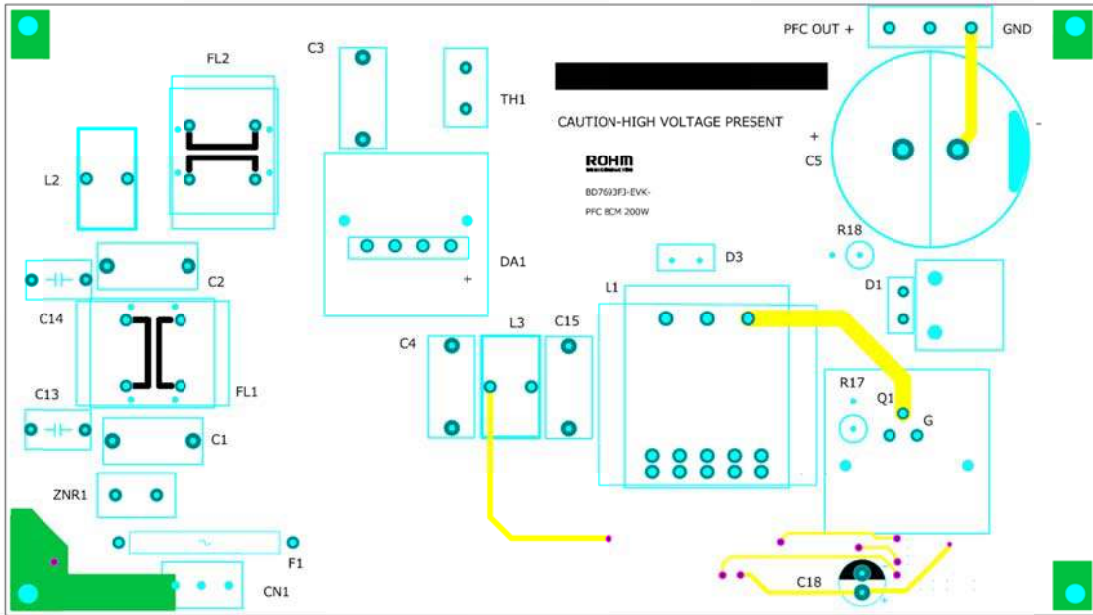 PFC OUT +
GND
FL2
C3
TH1
CAUTION-HIGH VOLTAGE PRESENT
+
C5
-
ROHM
L2
BD7693FJ-EVK-
PFC BCM 200W
R18
D3
DA1
+
C2
L1
D1
C14
L3
C15
C4
FL1
C13
R17
Q1
G
C1
ZNR1
F1
CN1
C18
-
+